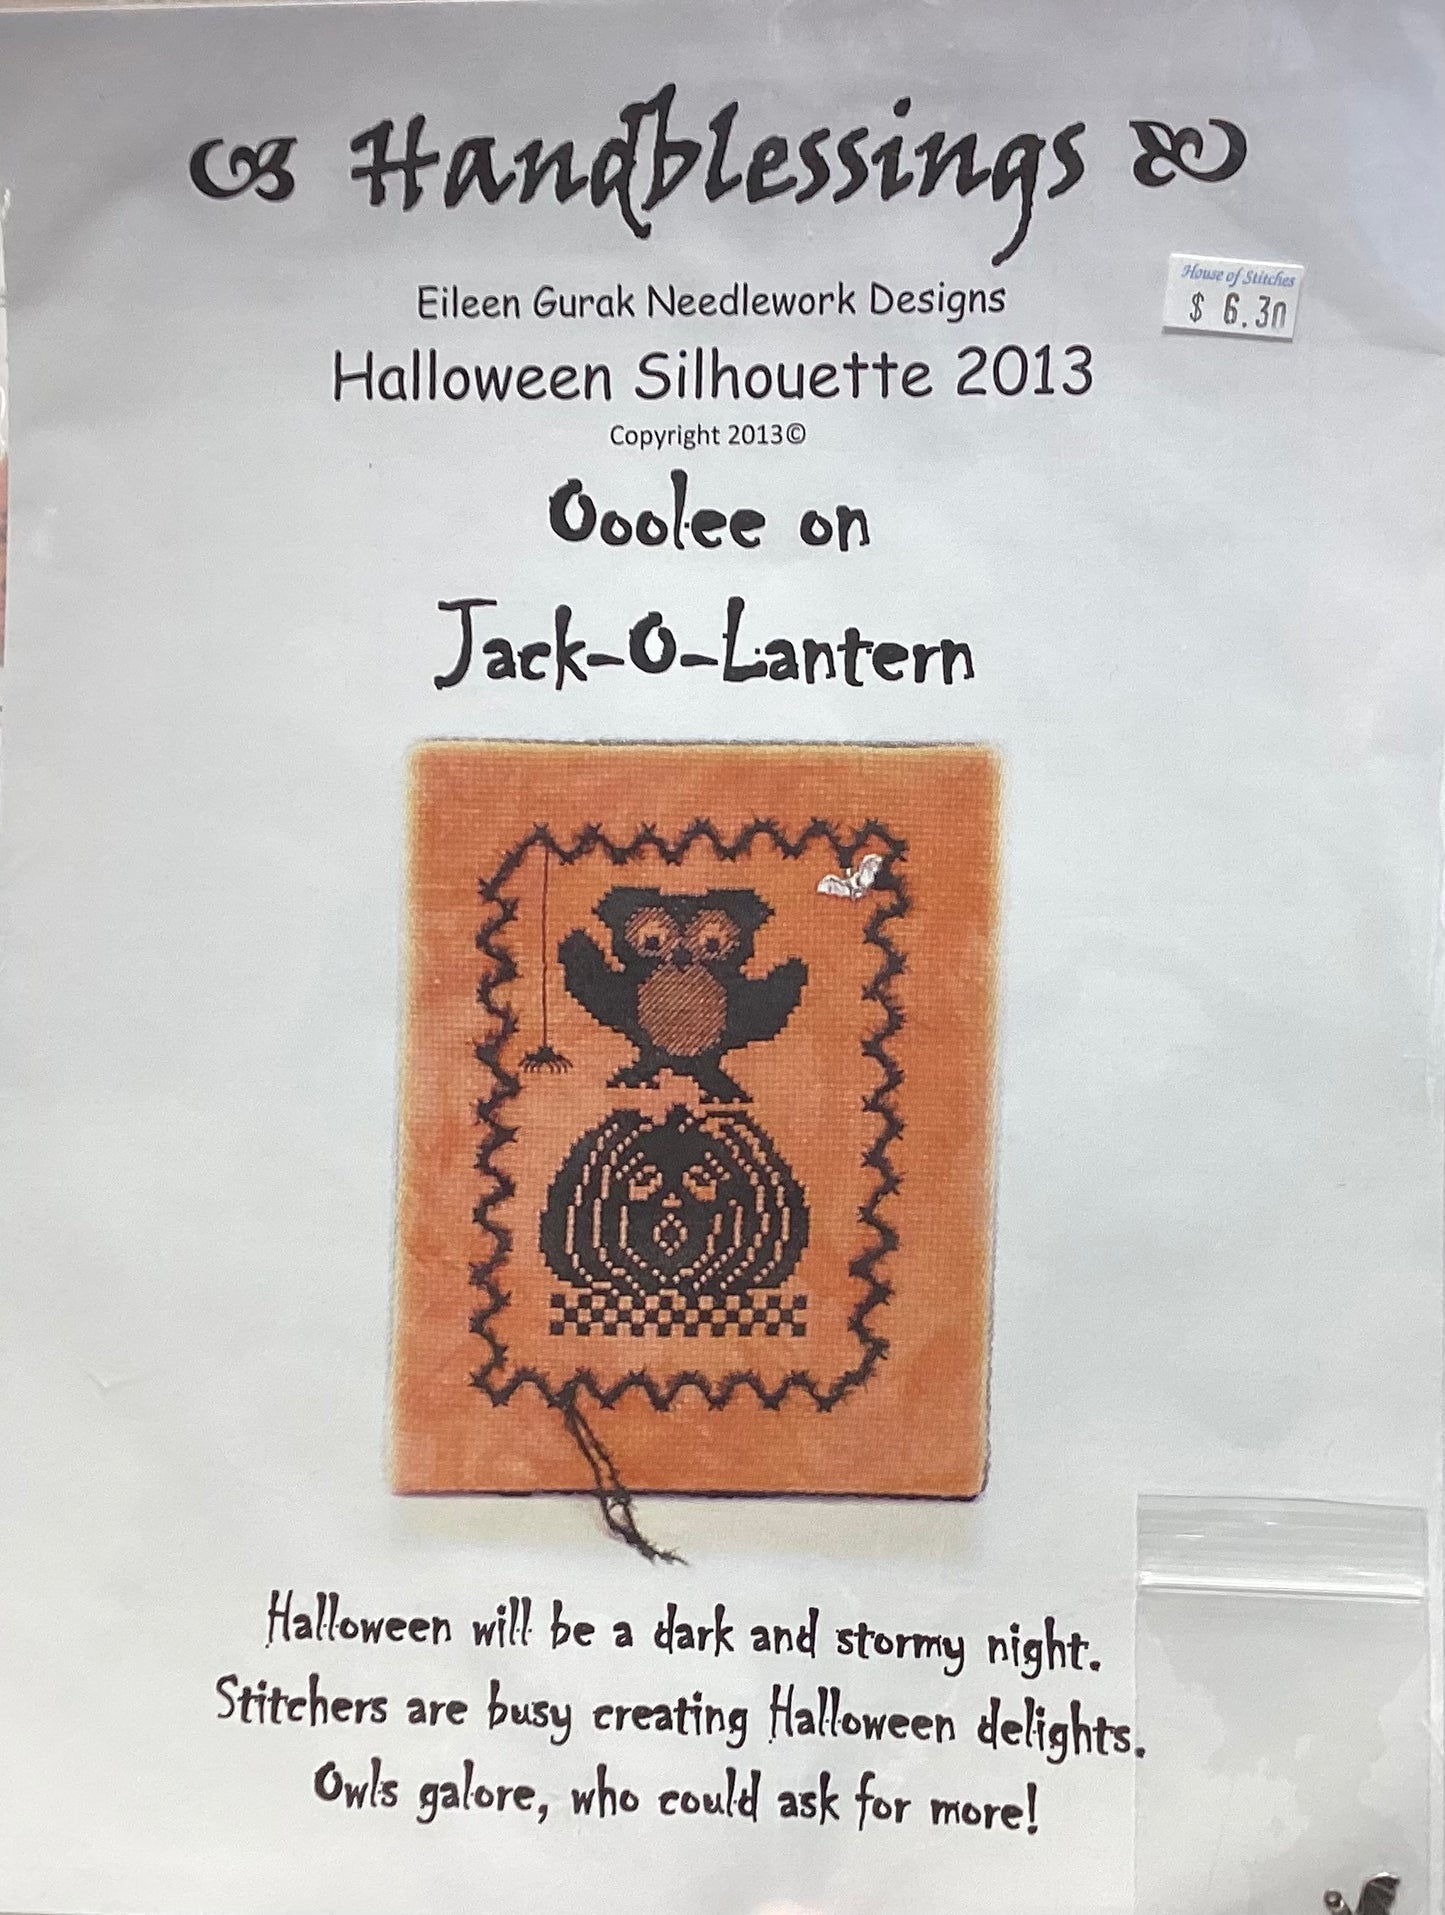 Handblessings
Eileen Gurak Needlework Designs
House of Stitches
$ 6.30
Halloween Silhouette 2013
Copyright 2013©
Ooolee on
Jack-O-Lantern
Halloween will be a dark and stormy night.
Stitchers are busy creating Halloween delights.
Owls galore, who could ask for more!